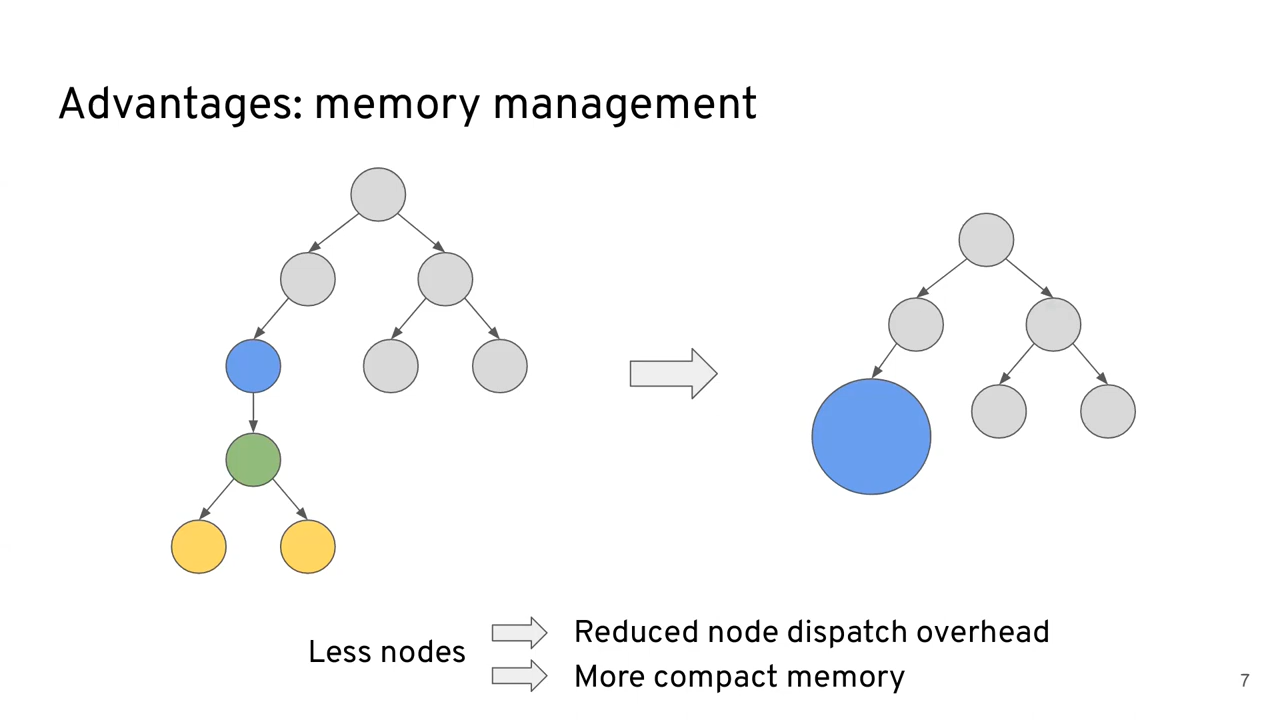 Advantages: memory management
Less nodes
Reduced node dispatch overhead
More compact memory
7